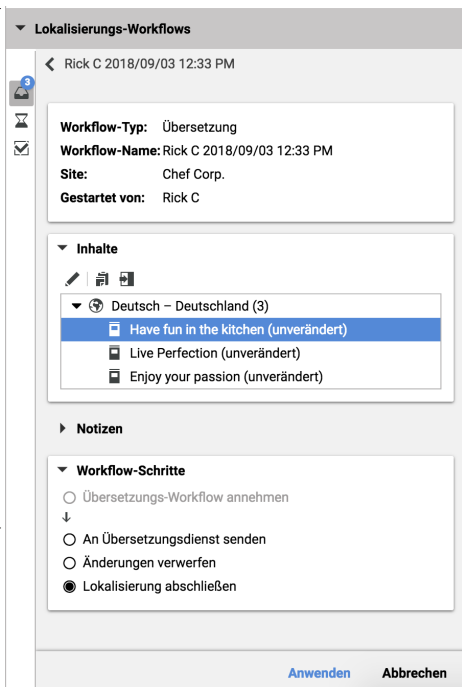 Lokalisierungs-Workflows
Rick C 2018/09/03 12:33 PM
3
Workflow-Typ: Übersetzung
Workflow-Name: Rick C 2018/09/03 12:33 PM
Site: Chef Corp.
Gestartet von: Rick C
Inhalte
Deutsch – Deutschland (3)
Have fun in the kitchen (unverändert)
Live Perfection (unverändert)
Enjoy your passion (unverändert)
Notizen
Workflow-Schritte
Übersetzungs-Workflow annehmen
An Übersetzungsdienst senden
Änderungen verwerfen
Lokalisierung abschließen
Anwenden Abbrechen